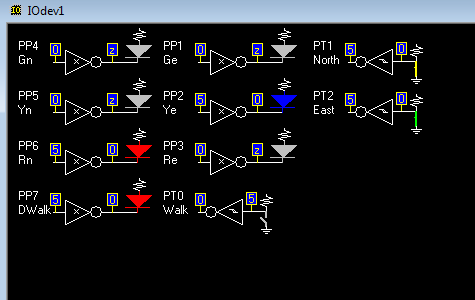 IO IOdev1
PP4 0 z PP1 0 z PT1 5 0
Gn Ge North
PP5 0 z PP2 5 0 PT2 5 0
Yn Ye East
PP6 5 0 PP3 0 z
Rn Re
PP7 5 0 PT0 0 5
DWalk Walk